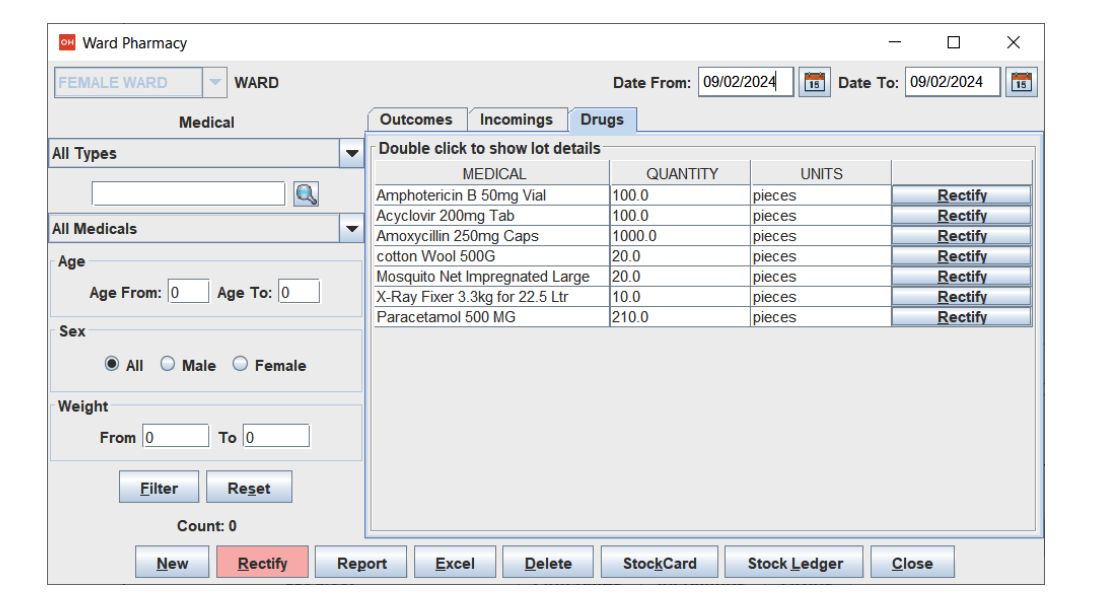 OH Ward Pharmacy
FEMALE WARD WARD Date From: 09/02/2024 15 Date To: 09/02/2024 15
Medical
All Types
All Medicals
Age
Age From: 0 Age To: 0
Sex
All Male Female
Weight
From 0 To 0
Filter Reset
Count: 0
Outcomes Incomings Drugs
Double click to show lot details
MEDICAL QUANTITY UNITS
Amphotericin B 50mg Vial 100.0 pieces Rectify
Acyclovir 200mg Tab 100.0 pieces Rectify
Amoxycillin 250mg Caps 1000.0 pieces Rectify
cotton Wool 500G 20.0 pieces Rectify
Mosquito Net Impregnated Large 20.0 pieces Rectify
X-Ray Fixer 3.3kg for 22.5 Ltr 10.0 pieces Rectify
Paracetamol 500 MG 210.0 pieces Rectify
New Rectify Report Excel Delete StockCard Stock Ledger Close